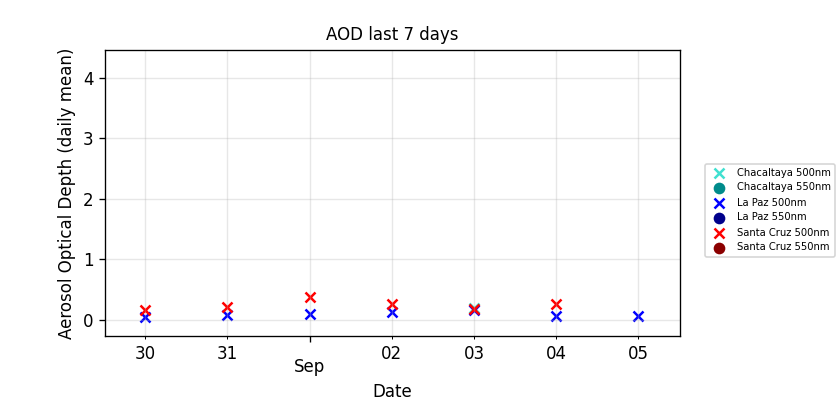 AOD last 7 days
Aerosol Optical Depth (daily mean)
4
3
2
1
0
30 31 02 03 04 05
Sep
Date
Chacaltaya 500nm
Chacaltaya 550nm
La Paz 500nm
La Paz 550nm
Santa Cruz 500nm
Santa Cruz 550nm